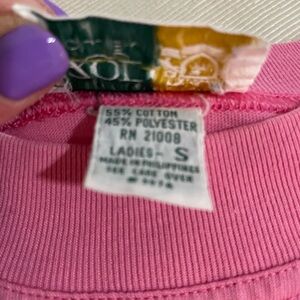 55% COTTON
45% POLYESTER
RN 21008
LADIES- S
MADE IN PHILIPPINES
SEE CARE OVER